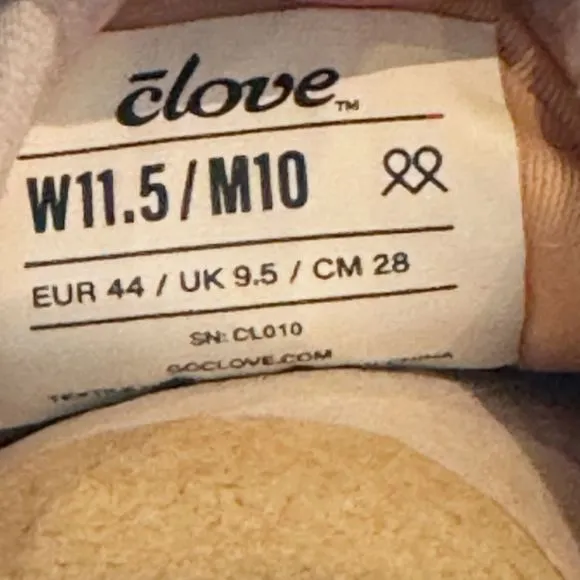 clove™
W11.5 / M10
EUR 44 / UK 9.5 / CM 28
SN: CL010
GOCLOVE.COM